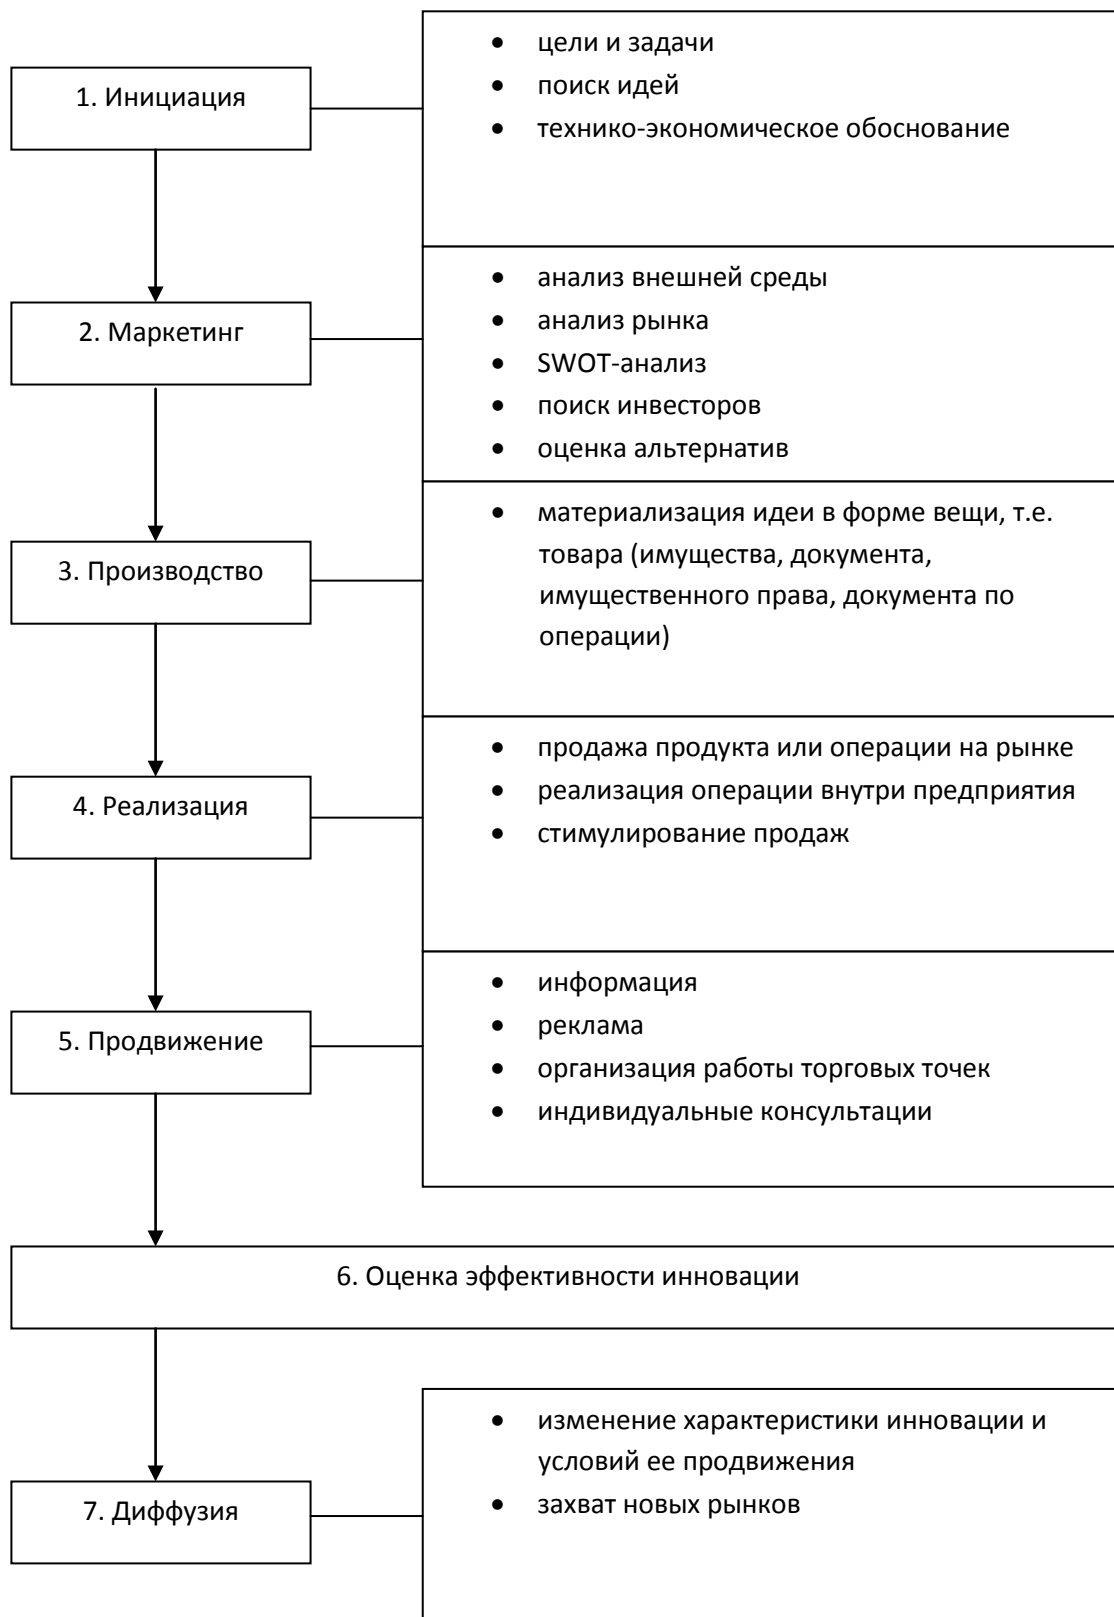 1. Инициация
• цели и задачи
• поиск идей
• технико-экономическое обоснование
2. Маркетинг
• анализ внешней среды
• анализ рынка
• SWOT-анализ
• поиск инвесторов
• оценка альтернатив
3. Производство
• материализация идеи в форме вещи, т.е.
товара (имущества, документа,
имущественного права, документа по
операции)
4. Реализация
• продажа продукта или операции на рынке
• реализация операции внутри предприятия
• стимулирование продаж
5. Продвижение
• информация
• реклама
• организация работы торговых точек
• индивидуальные консультации
6. Оценка эффективности инновации
7. Диффузия
• изменение характеристики инновации и
условий ее продвижения
• захват новых рынков